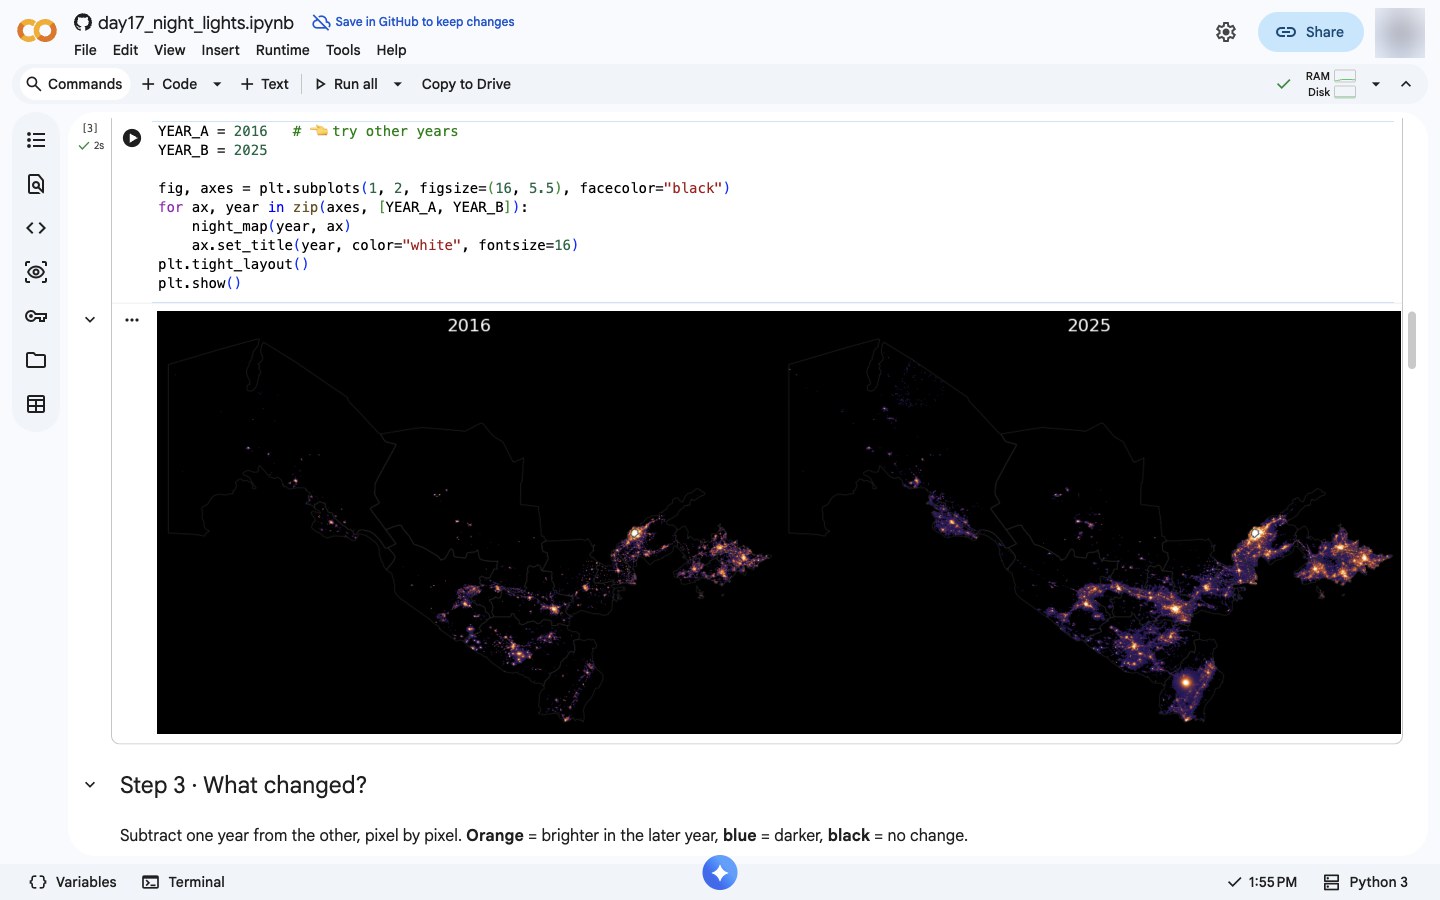 day17_night_lights.ipynb
Save in GitHub to keep changes
Share
File Edit View Insert Runtime Tools Help
Commands + Code + Text Run all Copy to Drive
RAM
Disk
[3]
2s
YEAR_A = 2016 # 👈 try other years
YEAR_B = 2025
fig, axes = plt.subplots(1, 2, figsize=(16, 5.5), facecolor="black")
for ax, year in zip(axes, [YEAR_A, YEAR_B]):
night_map(year, ax)
ax.set_title(year, color="white", fontsize=16)
plt.tight_layout()
plt.show()
2016 2025
Step 3 · What changed?
Subtract one year from the other, pixel by pixel. Orange = brighter in the later year, blue = darker, black = no change.
Variables Terminal 1:55 PM Python 3